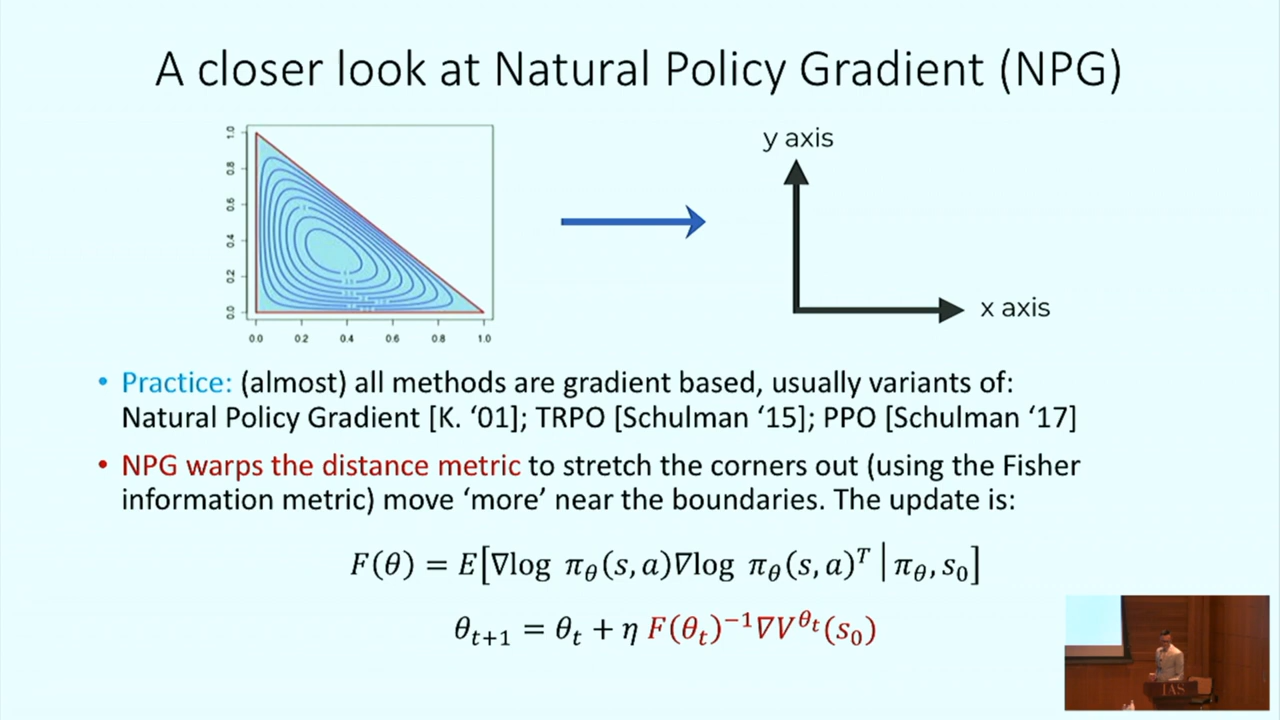 A closer look at Natural Policy Gradient (NPG)
1.0
0.8
0.6
0.4
0.2
0.0
0.0 0.2 0.4 0.6 0.8 1.0
y axis
x axis
• Practice: (almost) all methods are gradient based, usually variants of:
Natural Policy Gradient [K. ‘01]; TRPO [Schulman ‘15]; PPO [Schulman ‘17]
• NPG warps the distance metric to stretch the corners out (using the Fisher
information metric) move ‘more’ near the boundaries. The update is:
F(θ) = E[∇log π_θ(s, a)∇log π_θ(s, a)^T | π_θ, s_0]
θ_{t+1} = θ_t + η F(θ_t)^{−1}∇V^{θ_t}(s_0)
IAS